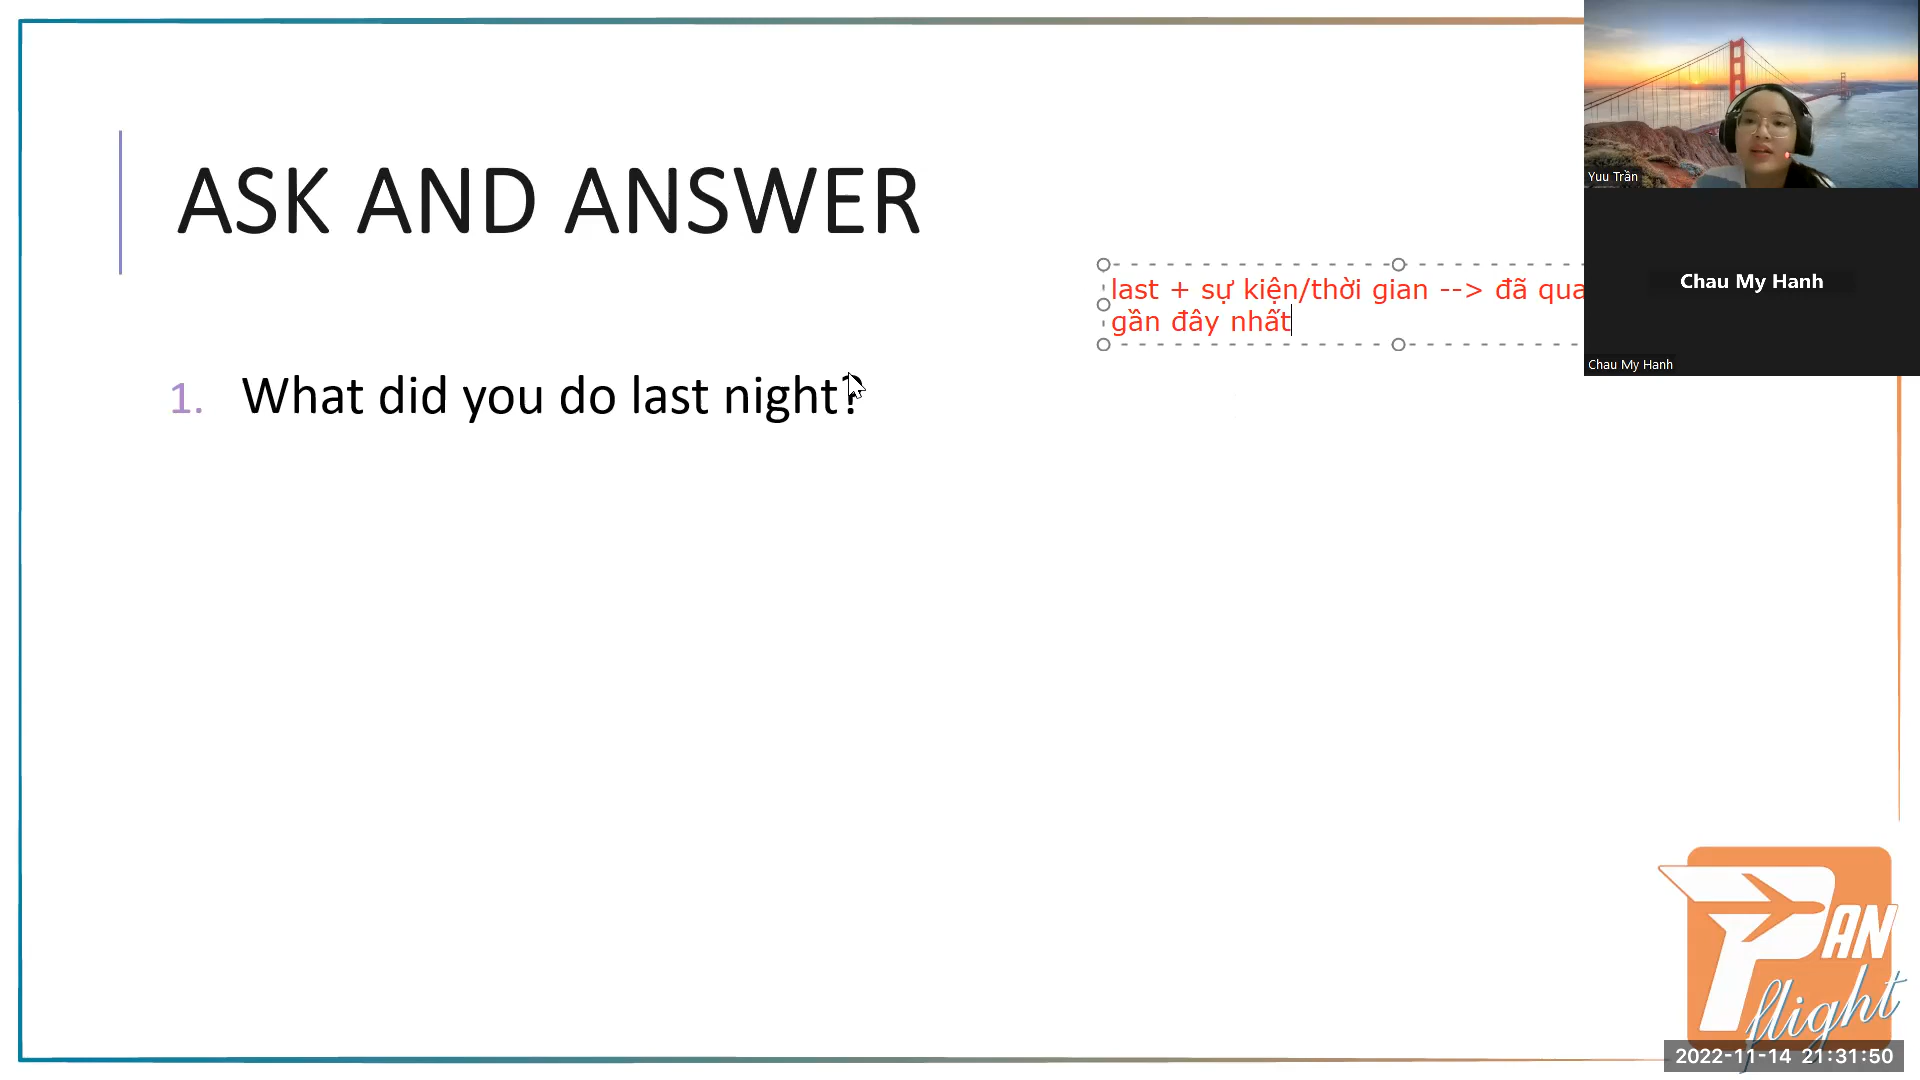 ASK AND ANSWER
last + sự kiện/thời gian --> đã qua
gần đây nhất
1. What did you do last night?
Yuu Trần
Chau My Hanh
Chau My Hanh
PAN
flight
2022-11-14 21:31:50